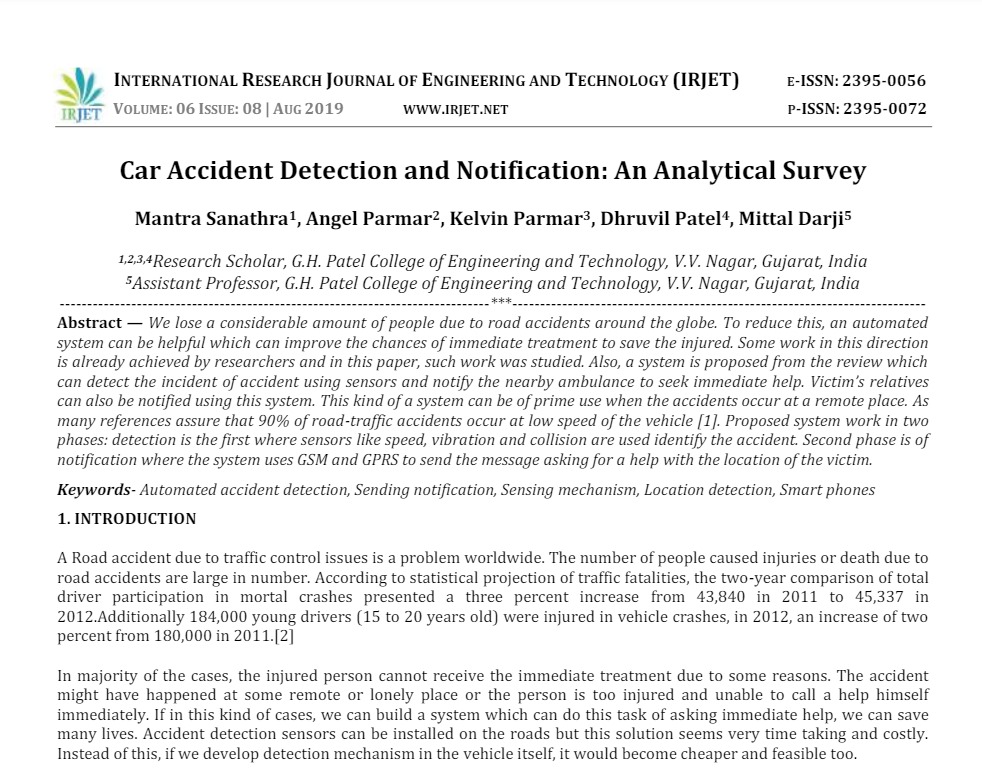 INTERNATIONAL RESEARCH JOURNAL OF ENGINEERING AND TECHNOLOGY (IRJET) E-ISSN: 2395-0056
IRJET VOLUME: 06 ISSUE: 08 | AUG 2019 WWW.IRJET.NET P-ISSN: 2395-0072
Car Accident Detection and Notification: An Analytical Survey
Mantra Sanathra¹, Angel Parmar², Kelvin Parmar³, Dhruvil Patel⁴, Mittal Darji⁵
¹,²,³,⁴Research Scholar, G.H. Patel College of Engineering and Technology, V.V. Nagar, Gujarat, India
⁵Assistant Professor, G.H. Patel College of Engineering and Technology, V.V. Nagar, Gujarat, India
---***---
Abstract — We lose a considerable amount of people due to road accidents around the globe. To reduce this, an automated
system can be helpful which can improve the chances of immediate treatment to save the injured. Some work in this direction
is already achieved by researchers and in this paper, such work was studied. Also, a system is proposed from the review which
can detect the incident of accident using sensors and notify the nearby ambulance to seek immediate help. Victim's relatives
can also be notified using this system. This kind of a system can be of prime use when the accidents occur at a remote place. As
many references assure that 90% of road-traffic accidents occur at low speed of the vehicle [1]. Proposed system work in two
phases: detection is the first where sensors like speed, vibration and collision are used identify the accident. Second phase is of
notification where the system uses GSM and GPRS to send the message asking for a help with the location of the victim.
Keywords- Automated accident detection, Sending notification, Sensing mechanism, Location detection, Smart phones
1. INTRODUCTION
A Road accident due to traffic control issues is a problem worldwide. The number of people caused injuries or death due to
road accidents are large in number. According to statistical projection of traffic fatalities, the two-year comparison of total
driver participation in mortal crashes presented a three percent increase from 43,840 in 2011 to 45,337 in
2012.Additionally 184,000 young drivers (15 to 20 years old) were injured in vehicle crashes, in 2012, an increase of two
percent from 180,000 in 2011.[2]
In majority of the cases, the injured person cannot receive the immediate treatment due to some reasons. The accident
might have happened at some remote or lonely place or the person is too injured and unable to call a help himself
immediately. If in this kind of cases, we can build a system which can do this task of asking immediate help, we can save
many lives. Accident detection sensors can be installed on the roads but this solution seems very time taking and costly.
Instead of this, if we develop detection mechanism in the vehicle itself, it would become cheaper and feasible too.